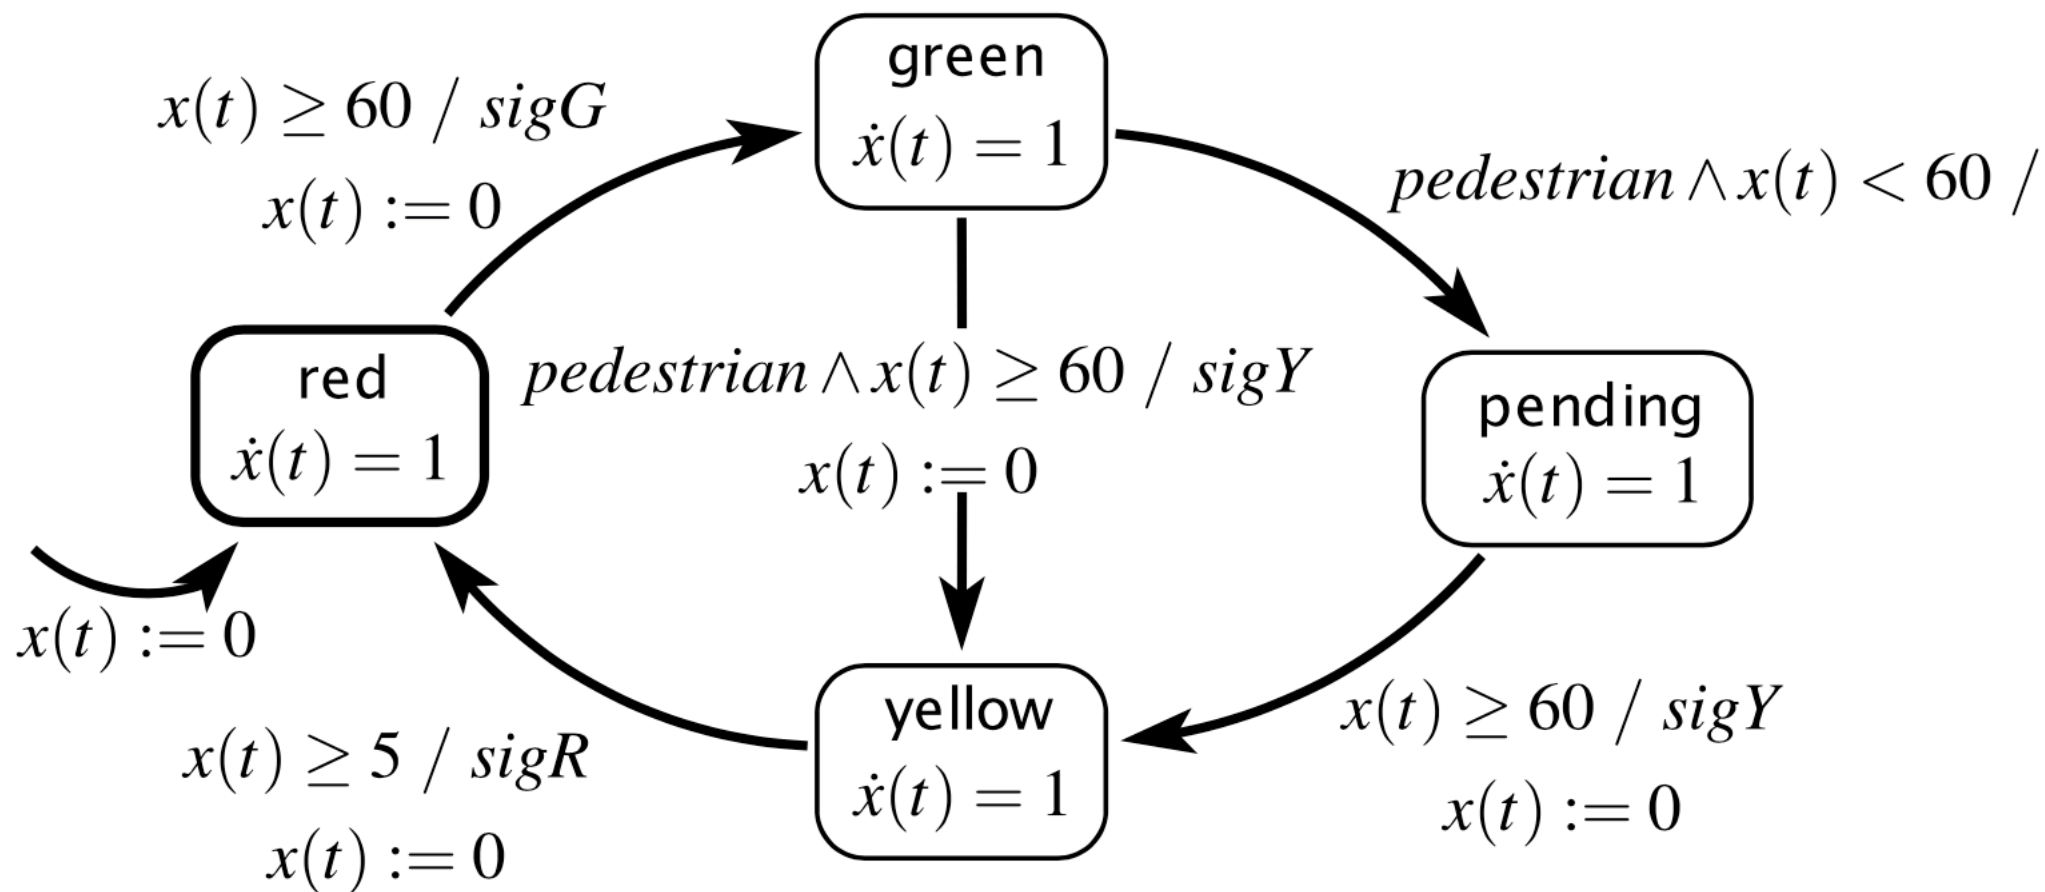 green
ẋ(t) = 1
x(t) ≥ 60 / sigG
x(t) := 0
pedestrian ∧ x(t) < 60 /
red
ẋ(t) = 1
pedestrian ∧ x(t) ≥ 60 / sigY
x(t) := 0
pending
ẋ(t) = 1
x(t) := 0
yellow
ẋ(t) = 1
x(t) ≥ 60 / sigY
x(t) := 0
x(t) ≥ 5 / sigR
x(t) := 0